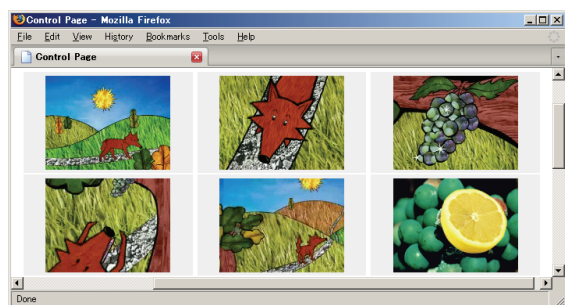 Control Page - Mozilla Firefox
File Edit View History Bookmarks Tools Help
Control Page
Done